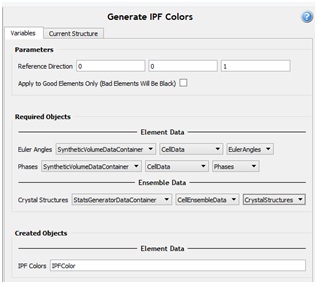 Generate IPF Colors
Variables Current Structure
Parameters
Reference Direction 0 0 1
Apply to Good Elements Only (Bad Elements Will Be Black)
Required Objects
Element Data
Euler Angles SyntheticVolumeDataContainer CellData EulerAngles
Phases SyntheticVolumeDataContainer CellData Phases
Ensemble Data
Crystal Structures StatsGeneratorDataContainer CellEnsembleData CrystalStructures
Created Objects
Element Data
IPF Colors IPFColor